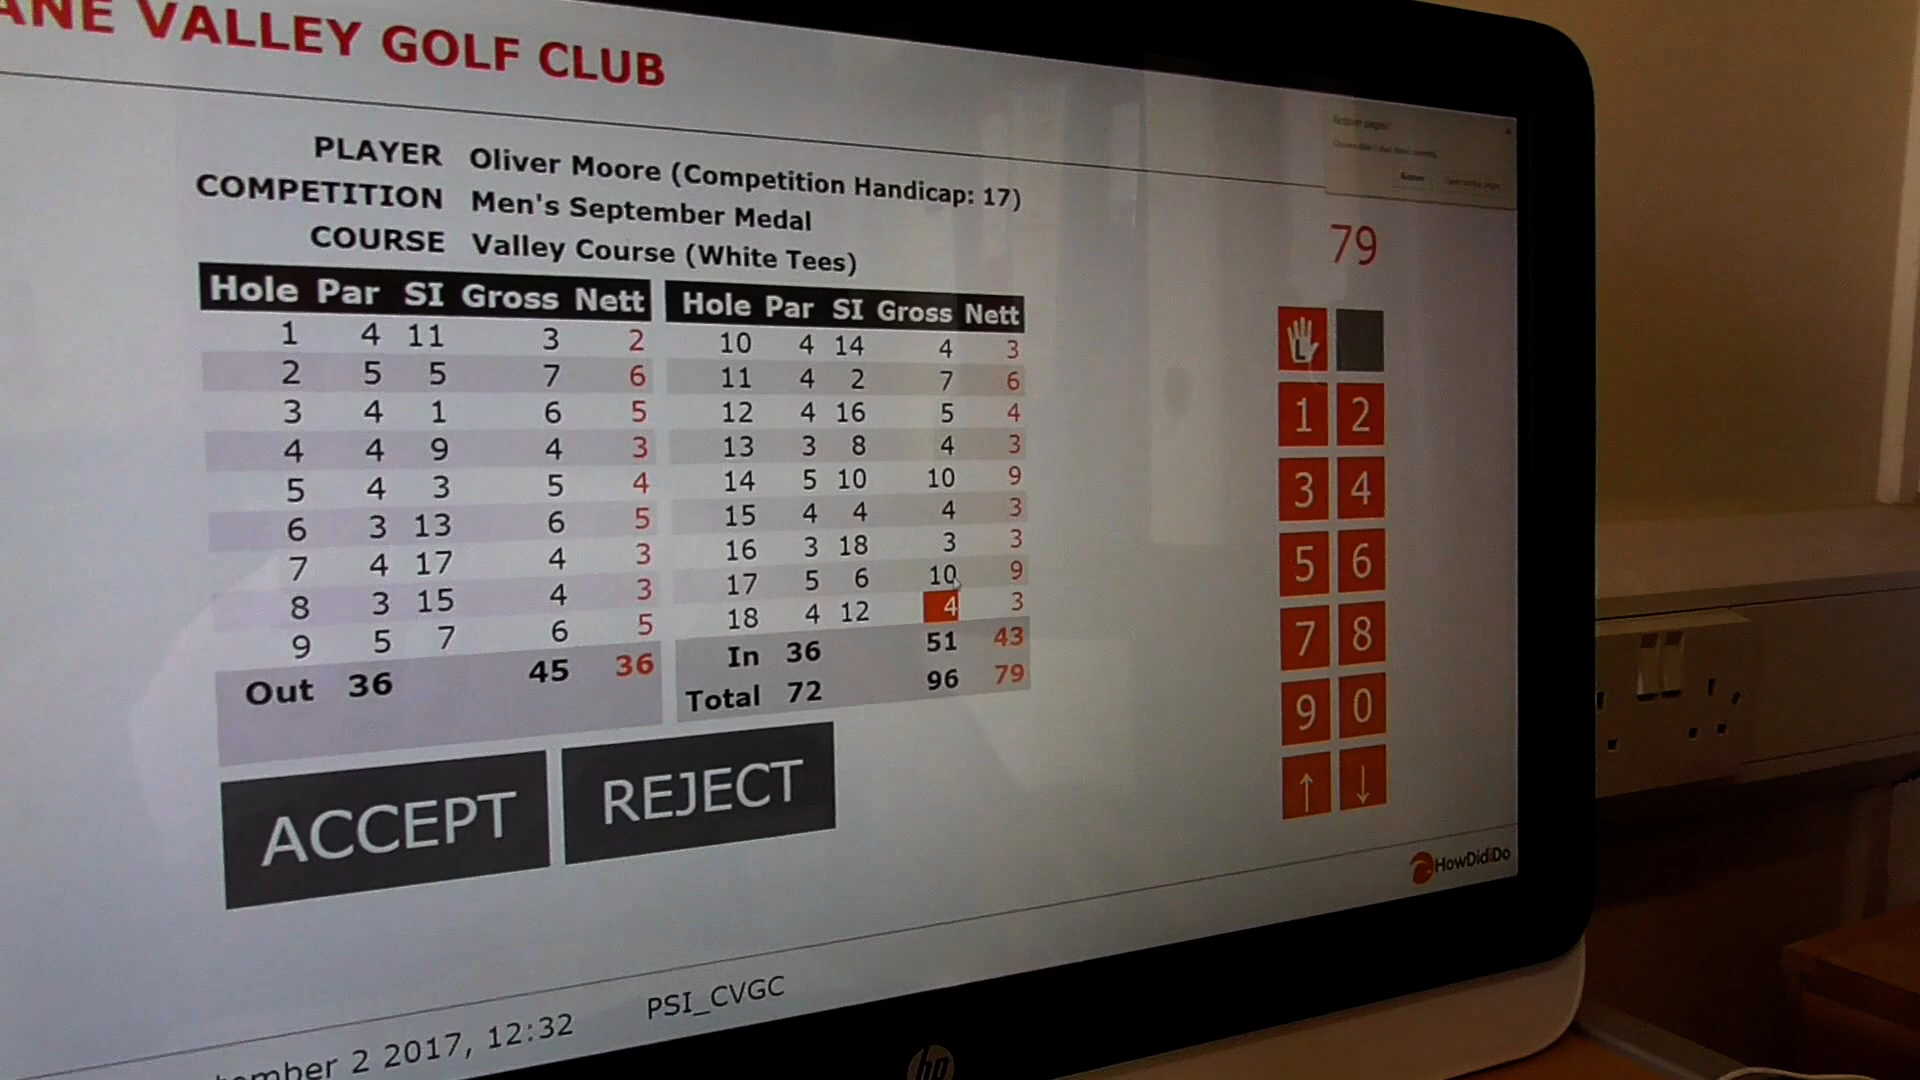 ANE VALLEY GOLF CLUB
PLAYER Oliver Moore (Competition Handicap: 17)
COMPETITION Men's September Medal
COURSE Valley Course (White Tees)
79
Hole Par SI Gross Nett
1 4 11 3 2
2 5 5 7 6
3 4 1 6 5
4 4 9 4 3
5 4 3 5 4
6 3 13 6 5
7 4 17 4 3
8 3 15 4 3
9 5 7 6 5
Out 36 45 36
Hole Par SI Gross Nett
10 4 14 4 3
11 4 2 7 6
12 4 16 5 4
13 3 8 4 3
14 5 10 10 9
15 4 4 4 3
16 3 18 3 3
17 5 6 10 9
18 4 12 4 3
In 36 51 43
Total 72 96 79
L
1 2
3 4
5 6
7 8
9 0
↑ ↓
ACCEPT REJECT
HowDidiDo
mber 2 2017, 12:32 PSI_CVGC
hp